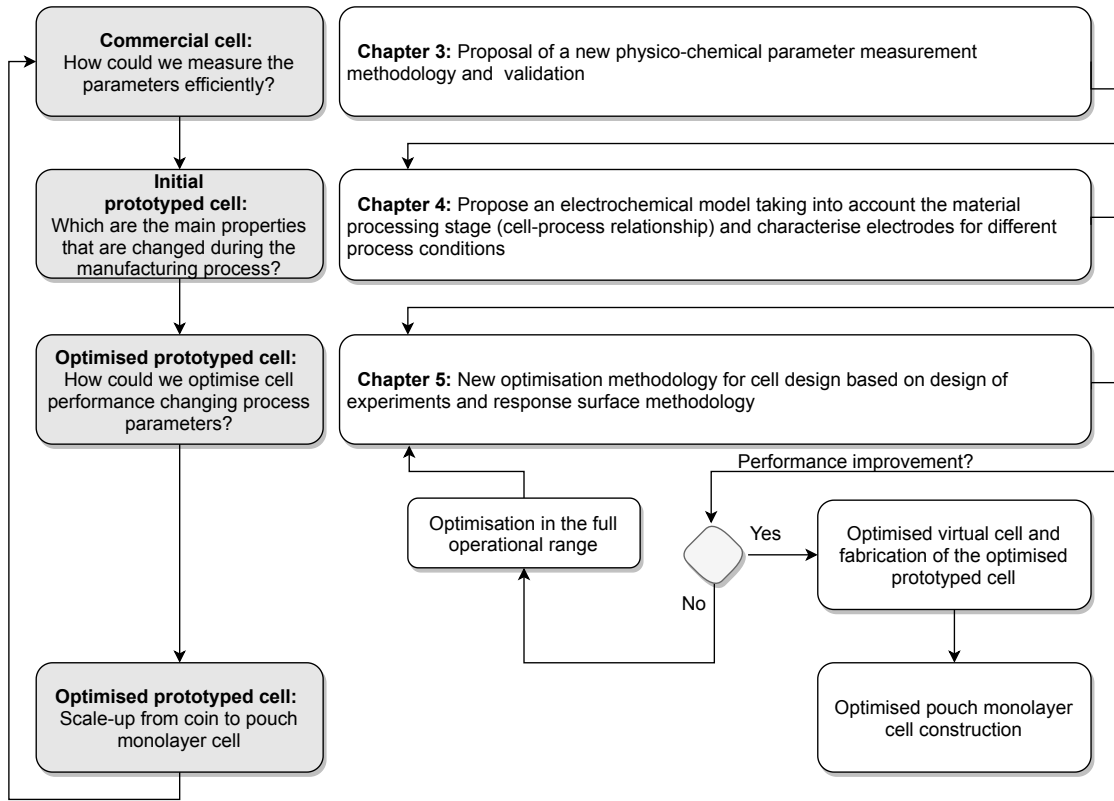 Commercial cell:
How could we measure the
parameters efficiently?
Chapter 3: Proposal of a new physico-chemical parameter measurement
methodology and validation
Initial
prototyped cell:
Which are the main properties
that are changed during the
manufacturing process?
Chapter 4: Propose an electrochemical model taking into account the material
processing stage (cell-process relationship) and characterise electrodes for different
process conditions
Optimised prototyped cell:
How could we optimise cell
performance changing process
parameters?
Chapter 5: New optimisation methodology for cell design based on design of
experiments and response surface methodology
Performance improvement?
Optimisation in the full
operational range
Yes
No
Optimised virtual cell and
fabrication of the optimised
prototyped cell
Optimised prototyped cell:
Scale-up from coin to pouch
monolayer cell
Optimised pouch monolayer
cell construction